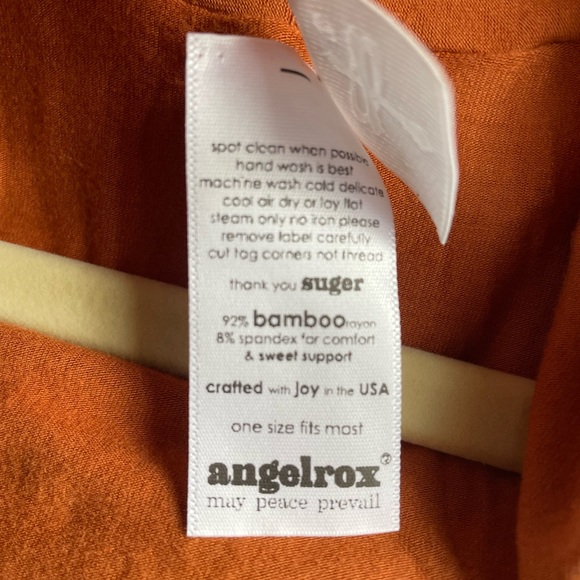 spot clean when possible
hand wash is best
machine wash cold delicate
cool air dry or lay flat
steam only no iron please
remove label carefully
cut tag corners not thread
thank you suger
92% bamboo rayon
8% spandex for comfort
& sweet support
crafted with Joy in the USA
one size fits most
angelrox®
may peace prevail